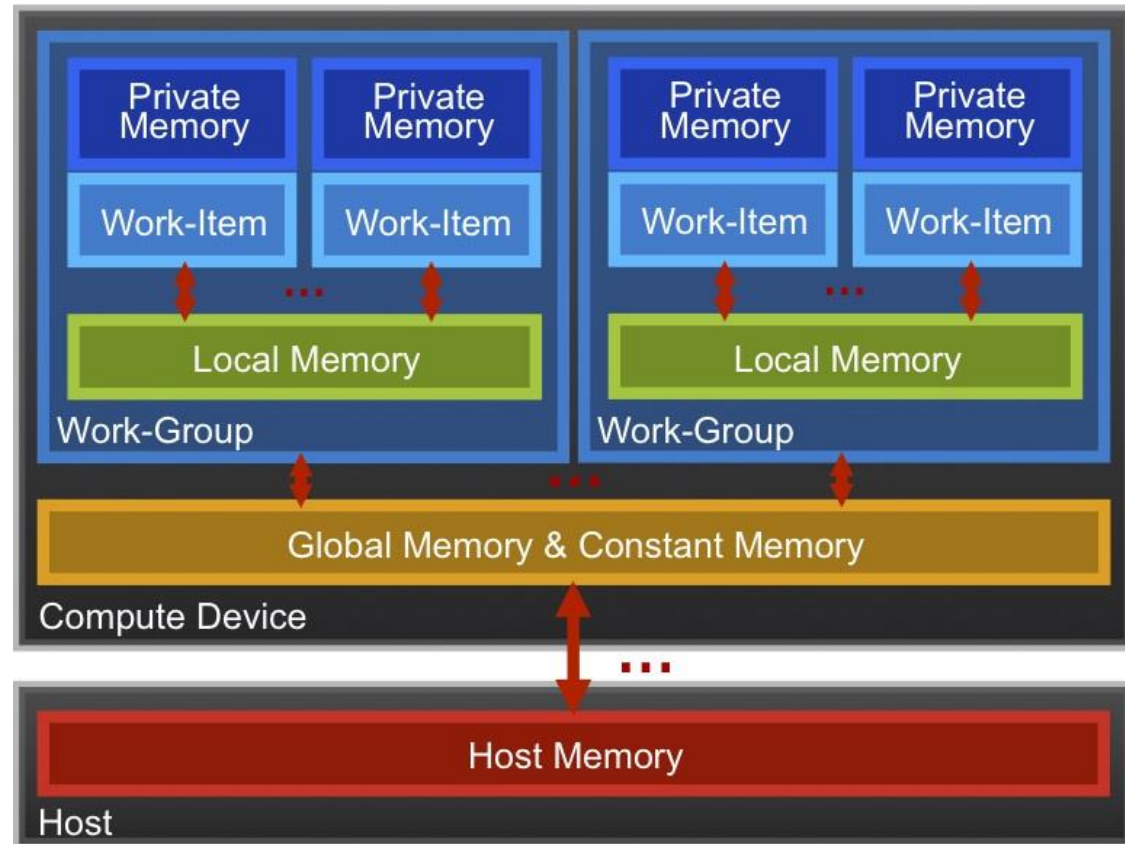 Private Private Private Private
Memory Memory Memory Memory
Work-Item Work-Item Work-Item Work-Item
... ...
Local Memory Local Memory
Work-Group Work-Group
...
Global Memory & Constant Memory
Compute Device
...
Host Memory
Host